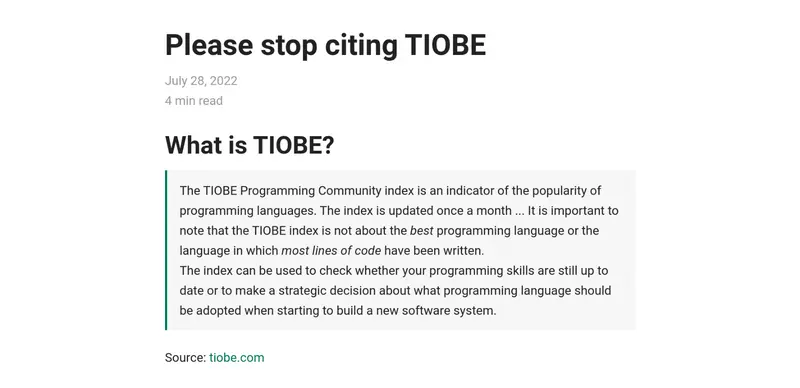 Please stop citing TIOBE
July 28, 2022
4 min read
What is TIOBE?
The TIOBE Programming Community index is an indicator of the popularity of
programming languages. The index is updated once a month ... It is important to
note that the TIOBE index is not about the best programming language or the
language in which most lines of code have been written.
The index can be used to check whether your programming skills are still up to
date or to make a strategic decision about what programming language should
be adopted when starting to build a new software system.
Source: tiobe.com